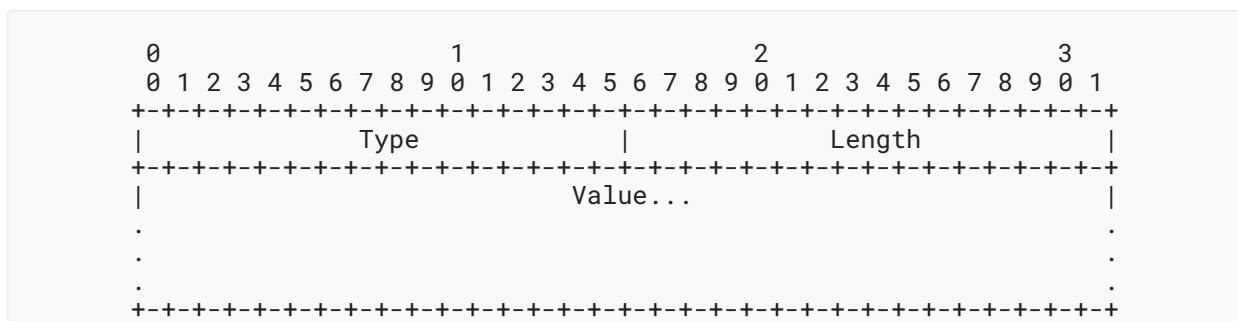 0                   1                   2                   3
0 1 2 3 4 5 6 7 8 9 0 1 2 3 4 5 6 7 8 9 0 1 2 3 4 5 6 7 8 9 0 1
+-+-+-+-+-+-+-+-+-+-+-+-+-+-+-+-+-+-+-+-+-+-+-+-+-+-+-+-+-+-+-+-+
|              Type             |             Length            |
+-+-+-+-+-+-+-+-+-+-+-+-+-+-+-+-+-+-+-+-+-+-+-+-+-+-+-+-+-+-+-+-+
|                            Value...                           |
.                                                               .
.                                                               .
.                                                               .
+-+-+-+-+-+-+-+-+-+-+-+-+-+-+-+-+-+-+-+-+-+-+-+-+-+-+-+-+-+-+-+-+